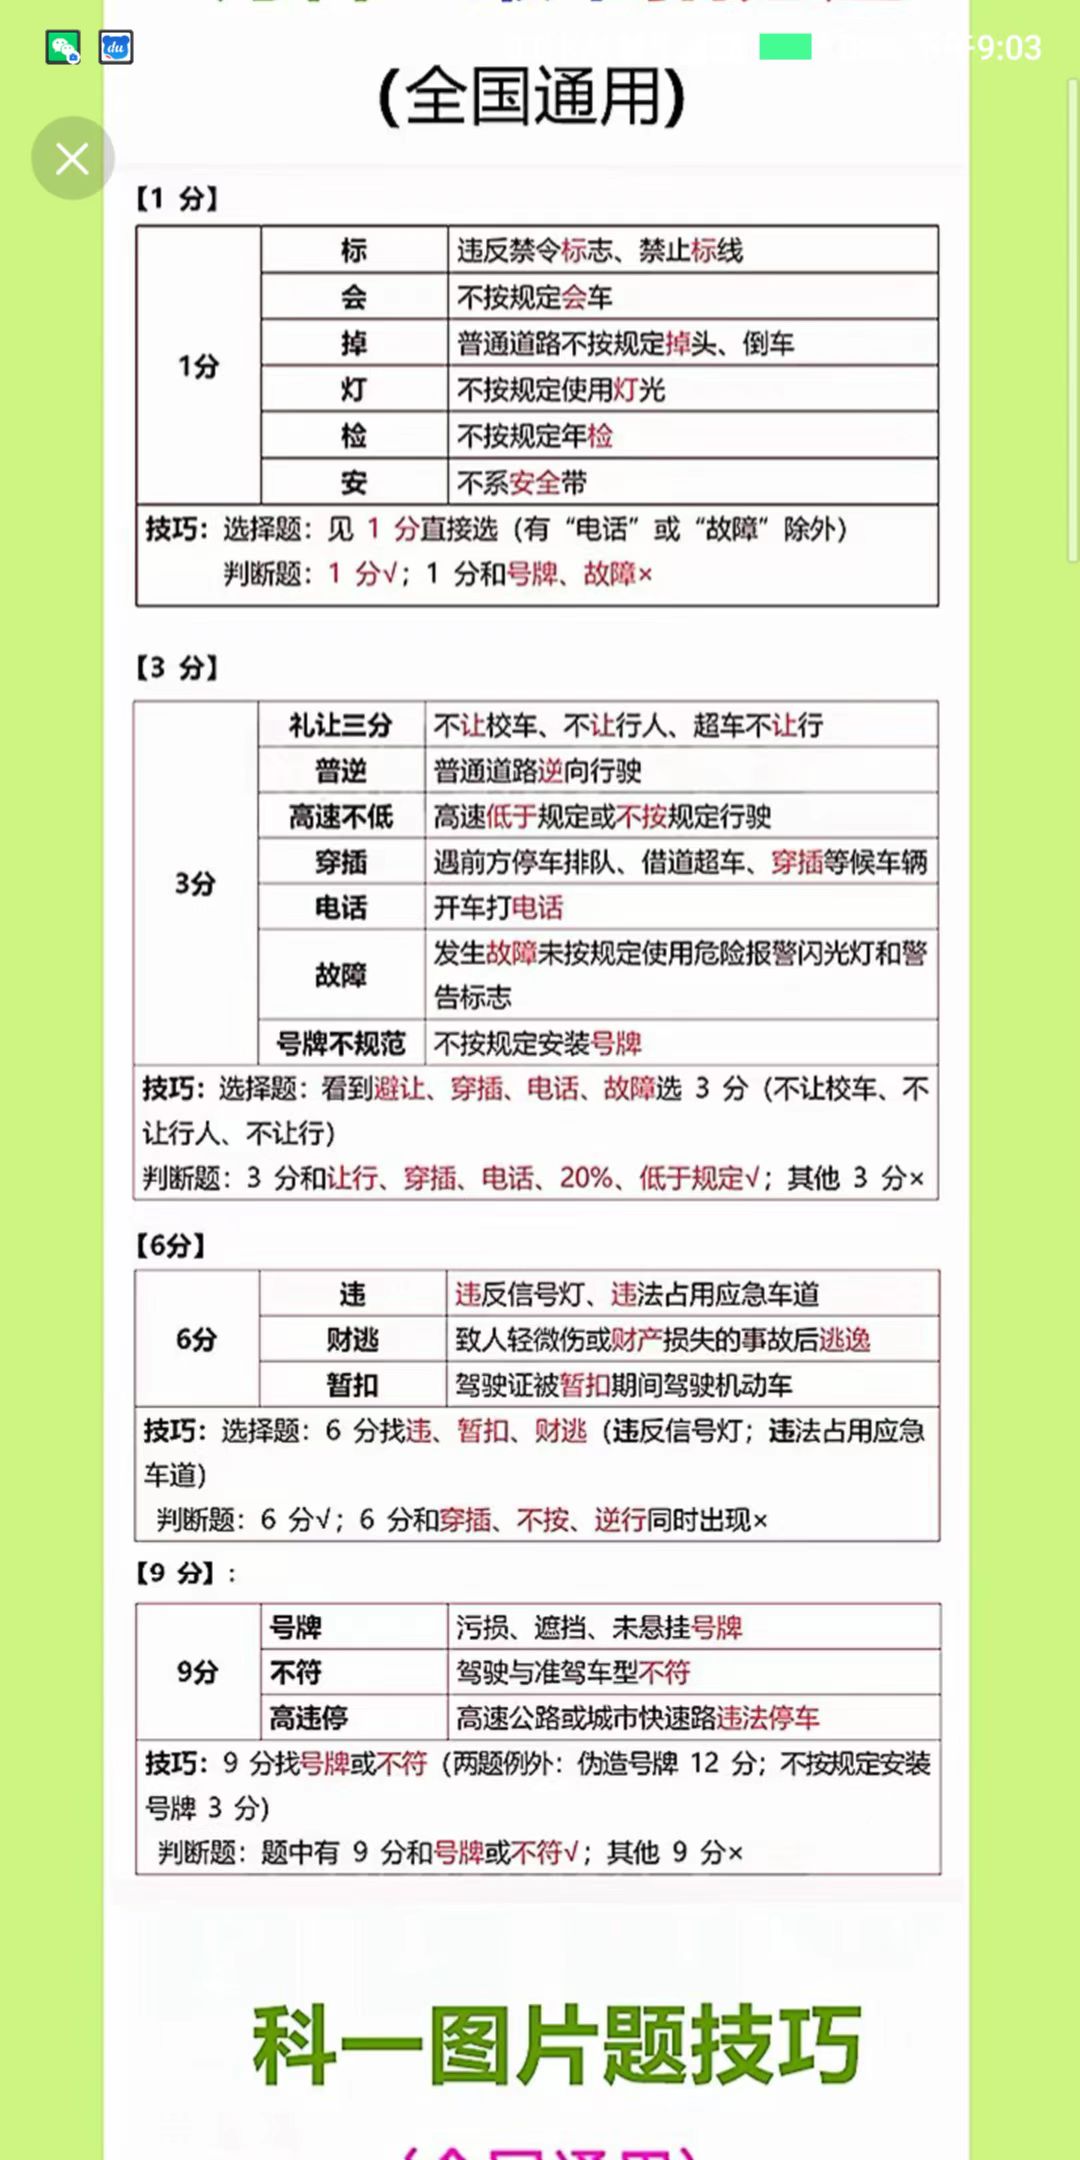 du
9:03
(全国通用)
【1 分】
1分
标 违反禁令标志、禁止标线
会 不按规定会车
掉 普通道路不按规定掉头、倒车
灯 不按规定使用灯光
检 不按规定年检
安 不系安全带
技巧：选择题：见 1 分直接选（有“电话”或“故障”除外）
判断题：1 分√；1 分和号牌、故障×
【3 分】
3分
礼让三分 不让校车、不让行人、超车不让行
普逆 普通道路逆向行驶
高速不低 高速低于规定或不按规定行驶
穿插 遇前方停车排队、借道超车、穿插等候车辆
电话 开车打电话
故障 发生故障未按规定使用危险报警闪光灯和警
告标志
号牌不规范 不按规定安装号牌
技巧：选择题：看到避让、穿插、电话、故障选 3 分（不让校车、不
让行人、不让行）
判断题：3 分和让行、穿插、电话、20%、低于规定√；其他 3 分×
【6分】
6分
违 违反信号灯、违法占用应急车道
财逃 致人轻微伤或财产损失的事故后逃逸
暂扣 驾驶证被暂扣期间驾驶机动车
技巧：选择题：6 分找违、暂扣、财逃（违反信号灯；违法占用应急
车道）
判断题：6 分√；6 分和穿插、不按、逆行同时出现×
【9 分】：
9分
号牌 污损、遮挡、未悬挂号牌
不符 驾驶与准驾车型不符
高违停 高速公路或城市快速路违法停车
技巧：9 分找号牌或不符（两题例外：伪造号牌 12 分；不按规定安装
号牌 3 分）
判断题：题中有 9 分和号牌或不符√；其他 9 分×
科一图片题技巧